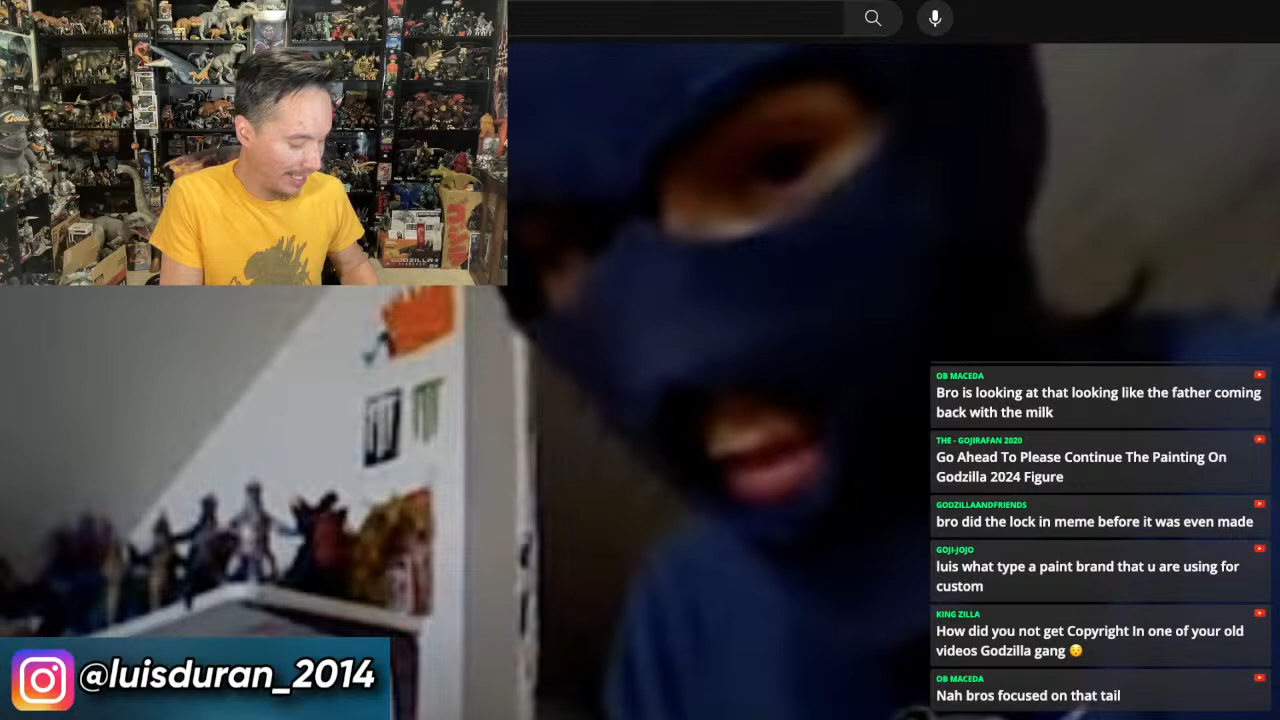 OB MACEDA
Bro is looking at that looking like the father coming
back with the milk
THE - GOJIRAFAN 2020
Go Ahead To Please Continue The Painting On
Godzilla 2024 Figure
GODZILLAANDFRIENDS
bro did the lock in meme before it was even made
GOJI-JOJO
luis what type a paint brand that u are using for
custom
KING ZILLA
How did you not get Copyright In one of your old
videos Godzilla gang 😥
OB MACEDA
Nah bros focused on that tail
@luisduran_2014
GODZILLA